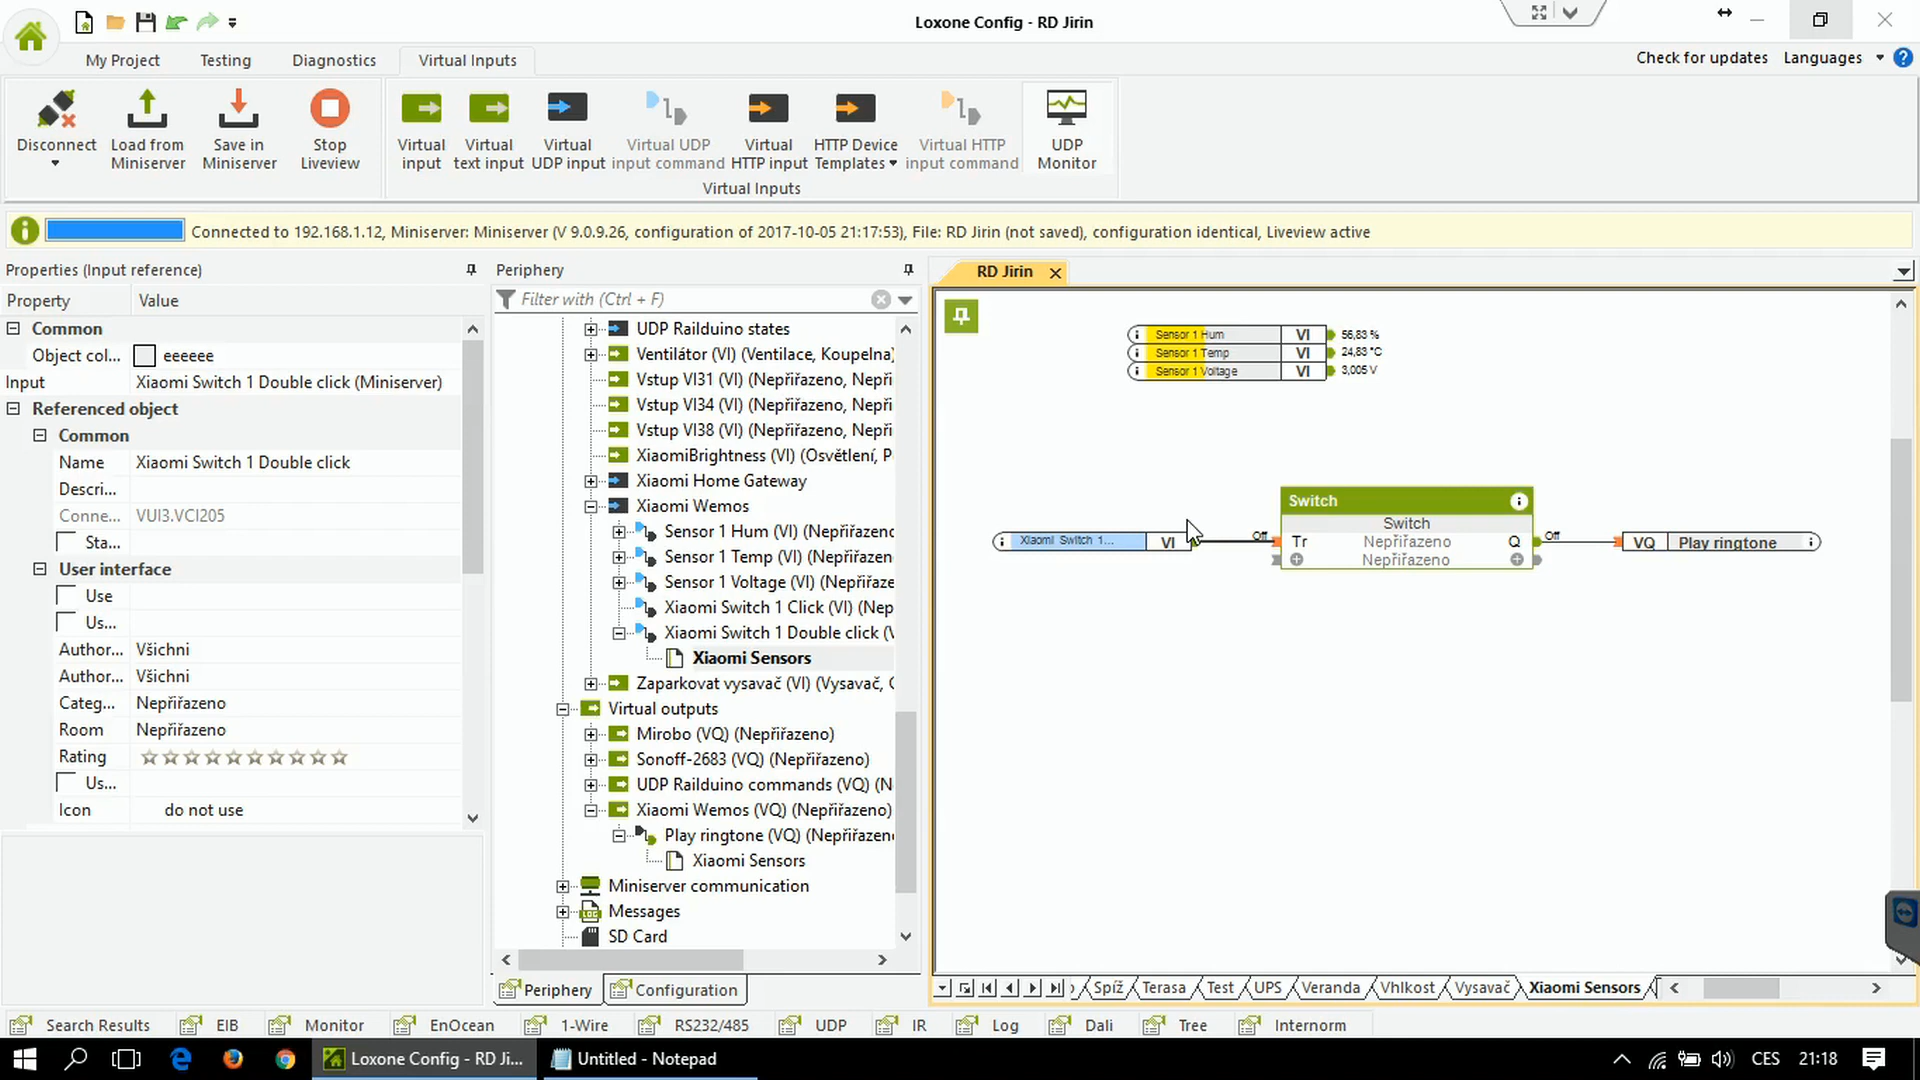 Loxone Config - RD Jirin
My Project
Testing
Diagnostics
Virtual Inputs
Check for updates
Languages
Disconnect
Load from Miniserver
Save in Miniserver
Stop Liveview
Virtual input
Virtual text input
Virtual UDP input
Virtual UDP input command
Virtual HTTP input
HTTP Device Templates
Virtual HTTP input command
UDP Monitor
Virtual Inputs
Connected to 192.168.1.12, Miniserver: Miniserver (V 9.0.9.26, configuration of 2017-10-05 21:17:53), File: RD Jirin (not saved), configuration identical, Liveview active
Properties (Input reference)
Property Value
Common
Object col... eeeeee
Input Xiaomi Switch 1 Double click (Miniserver)
Referenced object
Common
Name Xiaomi Switch 1 Double click
Descri...
Conne... VUI3.VCI205
Sta...
User interface
Use
Us...
Author... Všichni
Author... Všichni
Categ... Nepřiřazeno
Room Nepřiřazeno
Rating
Us...
Icon do not use
Periphery
Filter with (Ctrl + F)
UDP Railduino states
Ventilátor (VI) (Ventilace, Koupelna)
Vstup VI31 (VI) (Nepřiřazeno, Nepři
Vstup VI34 (VI) (Nepřiřazeno, Nepři
Vstup VI38 (VI) (Nepřiřazeno, Nepři
XiaomiBrightness (VI) (Osvětlení, P
Xiaomi Home Gateway
Xiaomi Wemos
Sensor 1 Hum (VI) (Nepřiřazeno
Sensor 1 Temp (VI) (Nepřiřazeno
Sensor 1 Voltage (VI) (Nepřiřazeno
Xiaomi Switch 1 Click (VI) (Nep
Xiaomi Switch 1 Double click (V
Xiaomi Sensors
Zaparkovat vysavač (VI) (Vysavač, C
Virtual outputs
Mirobo (VQ) (Nepřiřazeno)
Sonoff-2683 (VQ) (Nepřiřazeno)
UDP Railduino commands (VQ) (N
Xiaomi Wemos (VQ) (Nepřiřazeno)
Play ringtone (VQ) (Nepřiřazeno
Xiaomi Sensors
Miniserver communication
Messages
SD Card
Periphery
Configuration
RD Jirin
Sensor 1 Hum VI 56,83 %
Sensor 1 Temp VI 24,83 °C
Sensor 1 Voltage VI 3,005 V
Switch
Switch
Xiaomi Switch 1... VI Off Tr Nepřiřazeno Q Off VQ Play ringtone
Nepřiřazeno
Spíž Terasa Test UPS Veranda Vhlkost Vysavač Xiaomi Sensors
Search Results EIB Monitor EnOcean 1-Wire RS232/485 UDP IR Log Dali Tree Internorm
Loxone Config - RD Ji...
Untitled - Notepad
CES 21:18